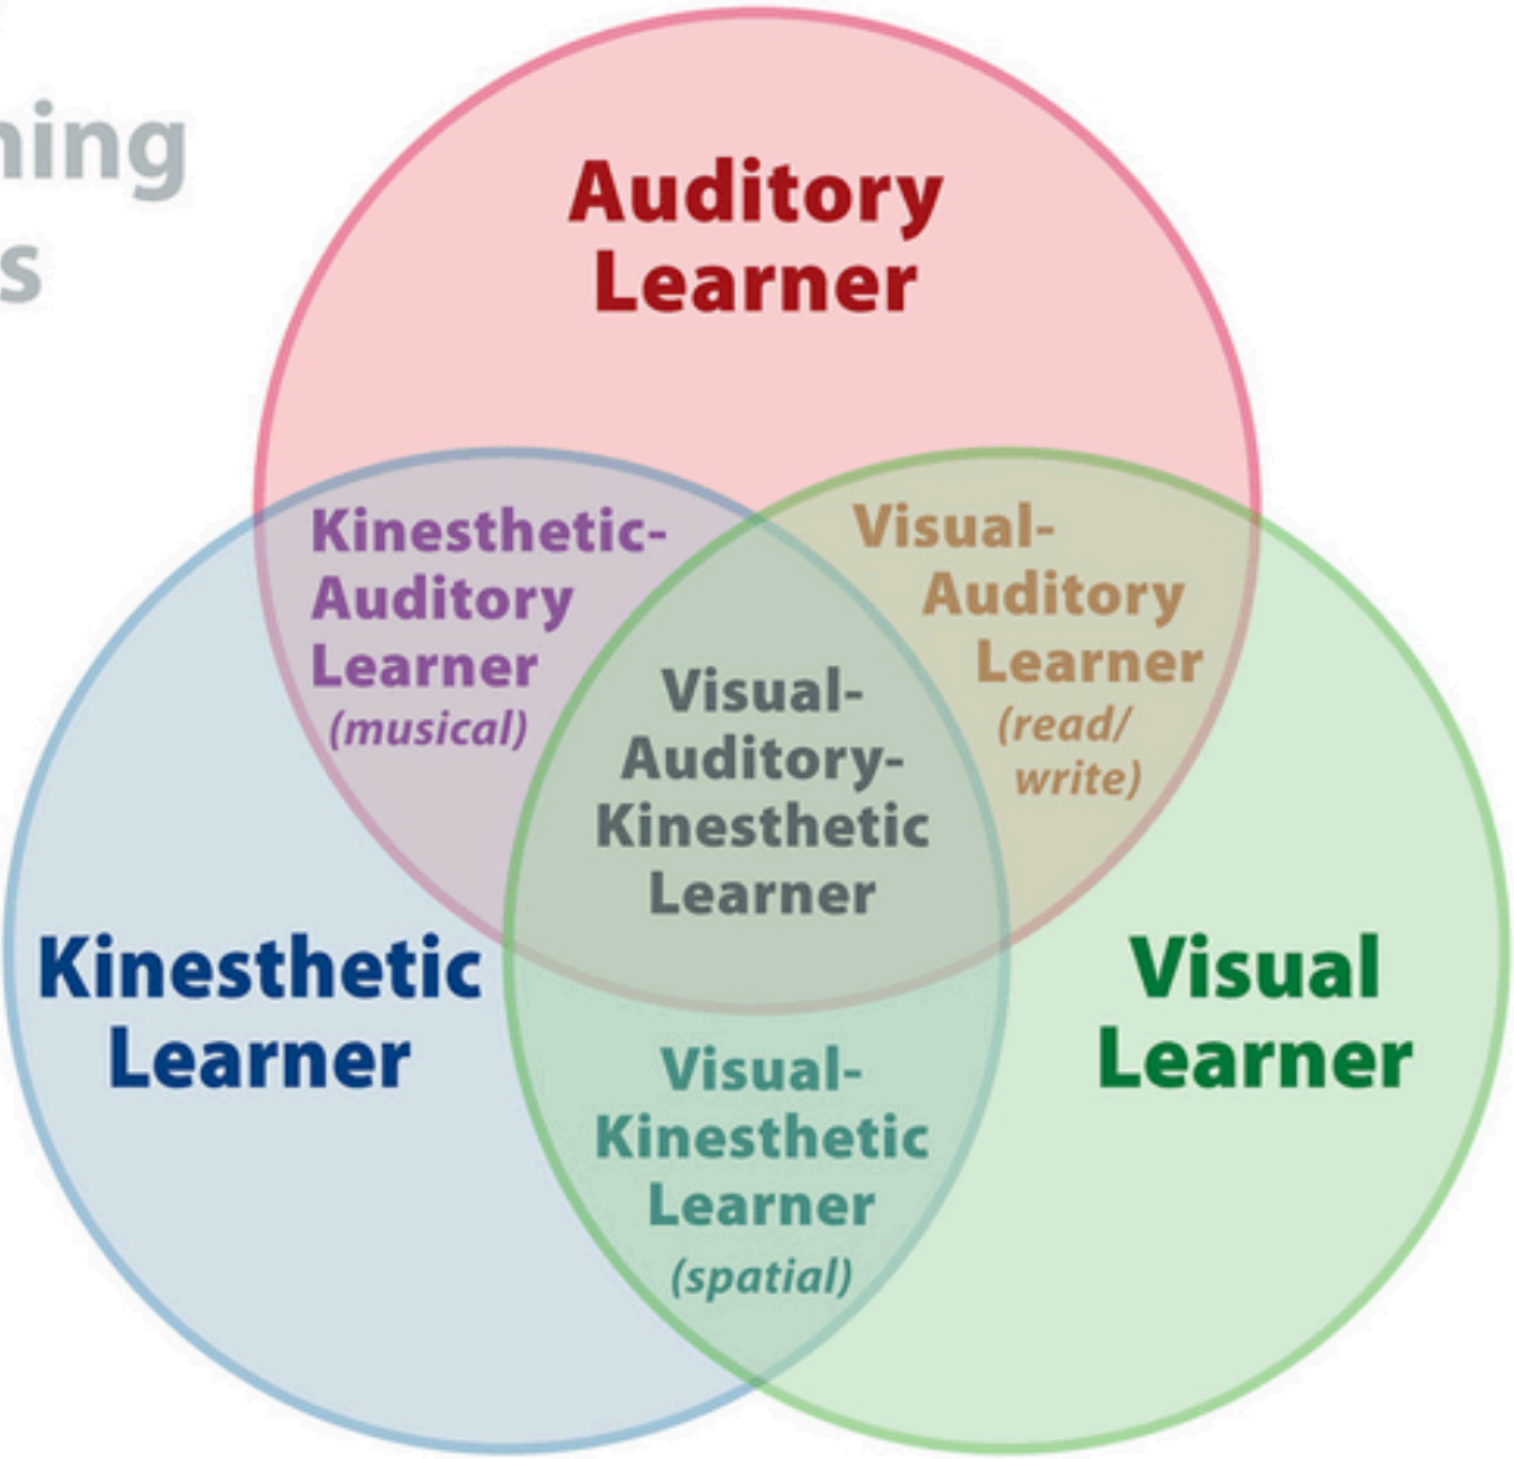 ning
s
Auditory
Learner
Kinesthetic-
Auditory
Learner
(musical)
Visual-
Auditory
Learner
(read/
write)
Visual-
Auditory-
Kinesthetic
Learner
Kinesthetic
Learner
Visual
Learner
Visual-
Kinesthetic
Learner
(spatial)